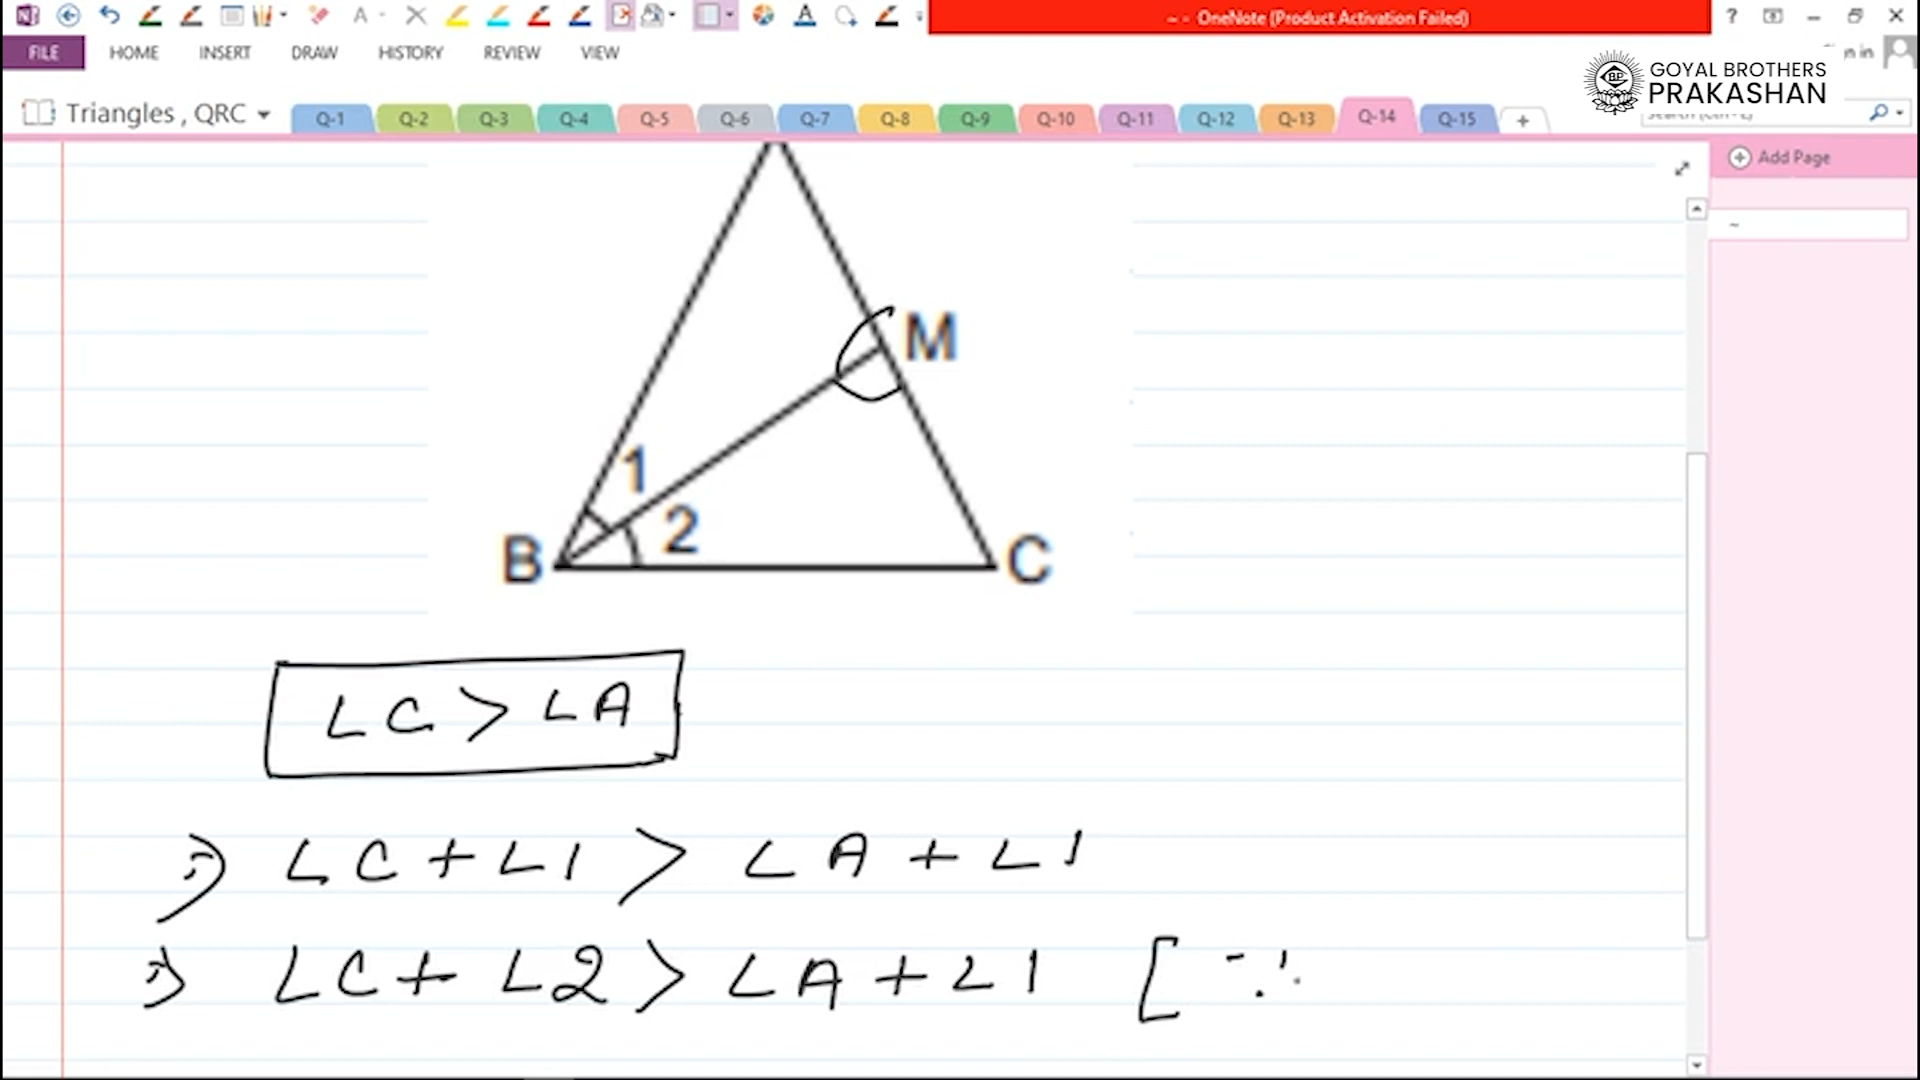 OneNote (Product Activation Failed)
FILE HOME INSERT DRAW HISTORY REVIEW VIEW
GOYAL BROTHERS
PRAKASHAN
Triangles , QRC Q-1 Q-2 Q-3 Q-4 Q-5 Q-6 Q-7 Q-8 Q-9 Q-10 Q-11 Q-12 Q-13 Q-14 Q-15
Add Page
M
1
2
B
C
∠C > ∠A
⇒ ∠C + ∠1 > ∠A + ∠1
⇒ ∠C + ∠2 > ∠A + ∠1 [ ∵